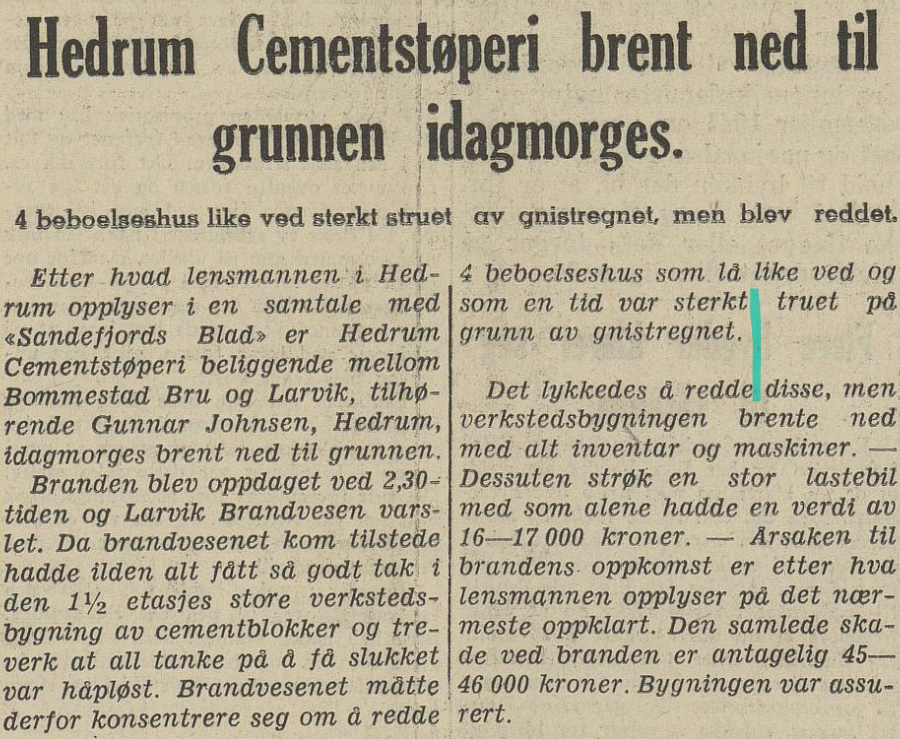 Hedrum Cementstøperi brent ned til
grunnen idagmorges.
4 beboelseshus like ved sterkt struet av gnistregnet, men blev reddet.
Etter hvad lensmannen i Hed-
rum opplyser i en samtale med
«Sandefjords Blad» er Hedrum
Cementstøperi beliggende mellom
Bommestad Bru og Larvik, tilhø-
rende Gunnar Johnsen, Hedrum,
idagmorges brent ned til grunnen.
Branden blev oppdaget ved 2,30-
tiden og Larvik Brandvesen vars-
let. Da brandvesenet kom tilstede
hadde ilden alt fått så godt tak i
den 1½ etasjes store verksteds-
bygning av cementblokker og tre-
verk at all tanke på å få slukket
var håpløst. Brandvesenet måtte
derfor konsentrere seg om å redde
4 beboelseshus som lå like ved og
som en tid var sterkt truet på
grunn av gnistregnet.
Det lykkedes å redde disse, men
verkstedsbygningen brente ned
med alt inventar og maskiner. —
Dessuten strøk en stor lastebil
med som alene hadde en verdi av
16—17 000 kroner. — Årsaken til
brandens oppkomst er etter hva
lensmannen opplyser på det nær-
meste oppklart. Den samlede ska-
de ved branden er antagelig 45—
46 000 kroner. Bygningen var assu-
rert.